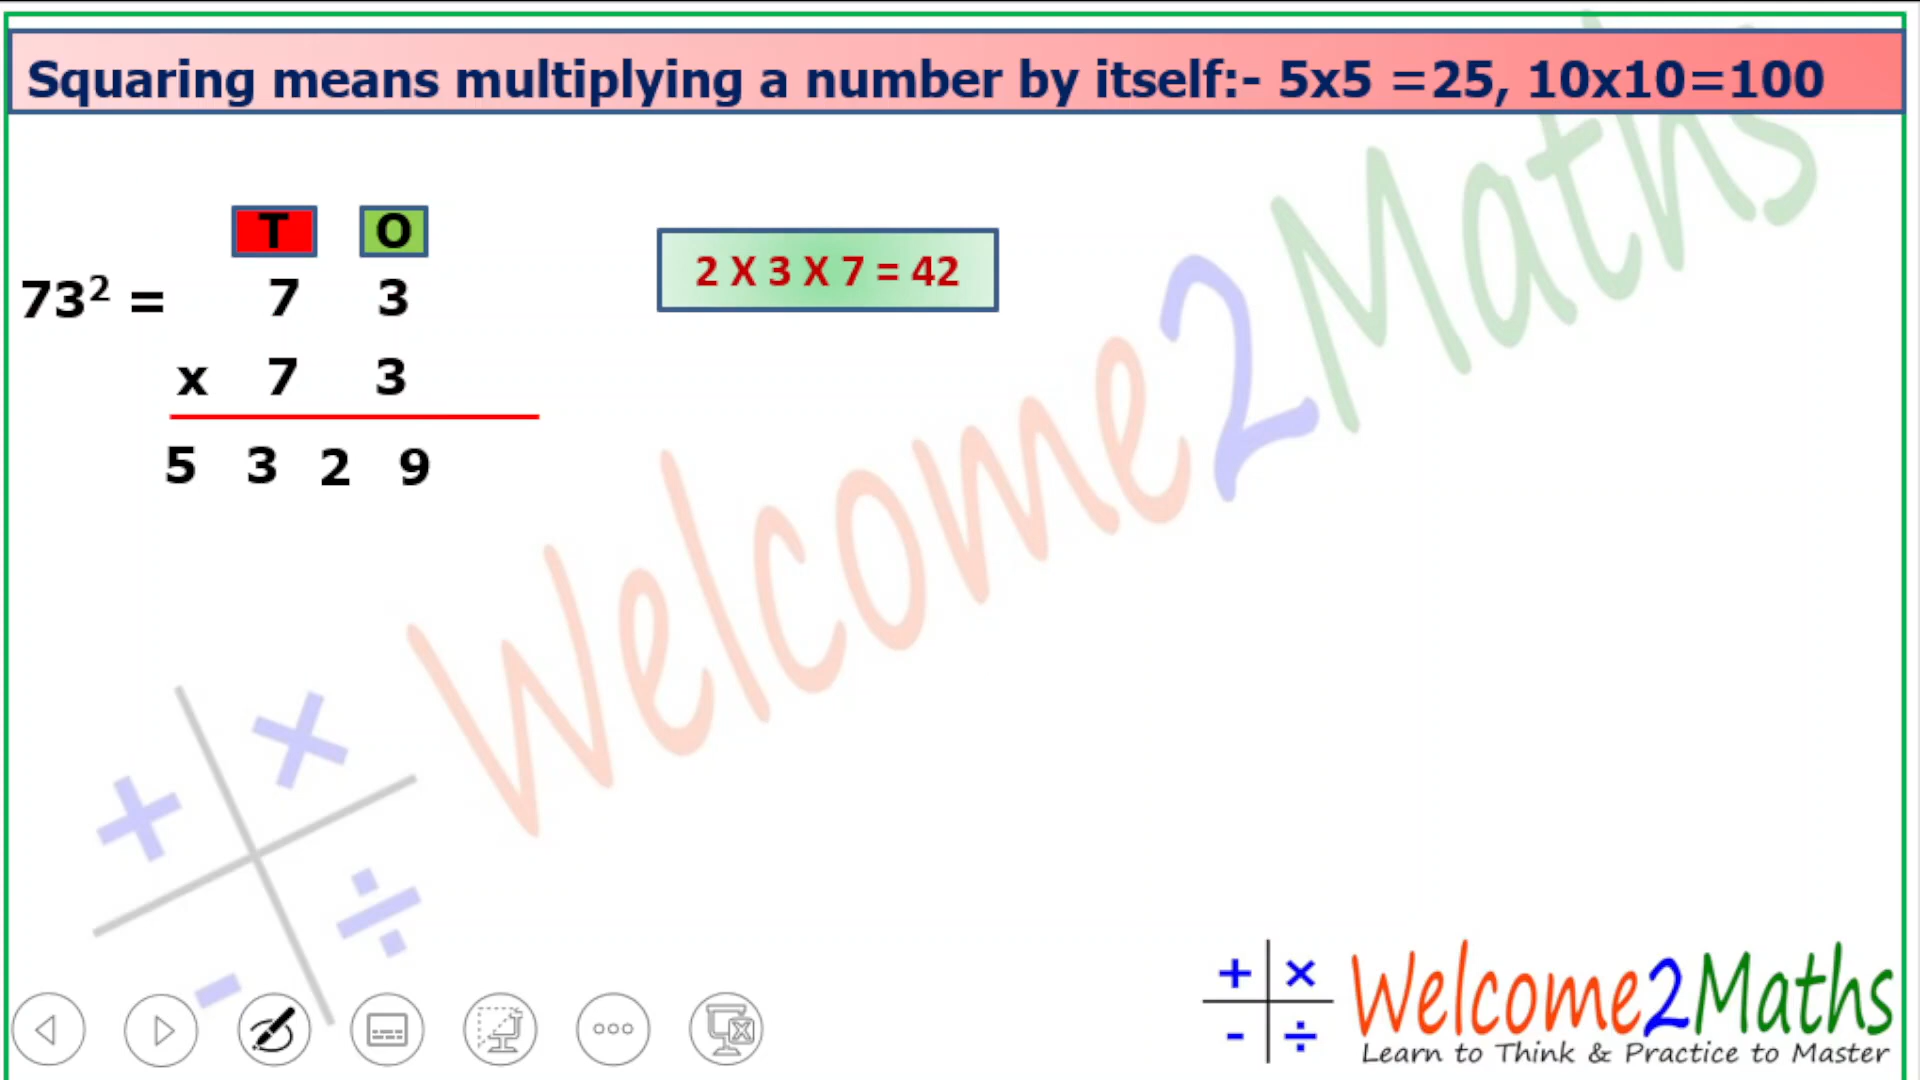 Squaring means multiplying a number by itself:- 5x5 =25, 10x10=100
T O
73² = 7 3
x 7 3
5 3 2 9
2 X 3 X 7 = 42
Welcome2Maths
+ × - ÷
+ ×
- ÷
Welcome2Maths
Learn to Think & Practice to Master